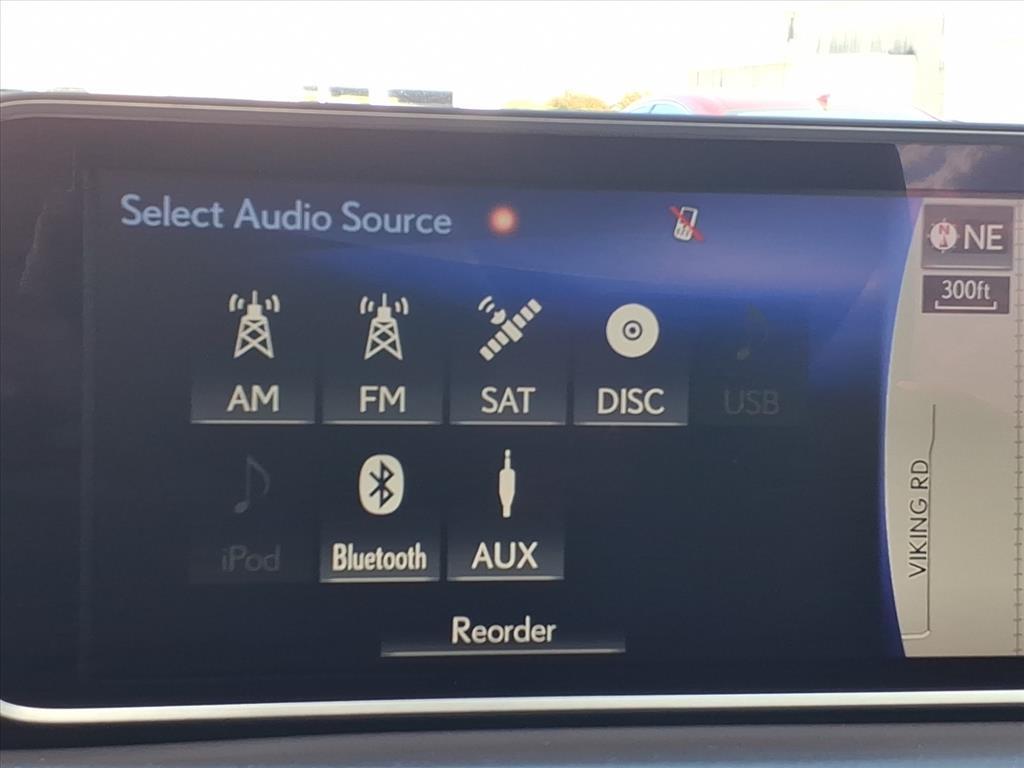 Select Audio Source
N NE
300ft
AM FM SAT DISC USB
iPod Bluetooth AUX
VIKING RD
Reorder